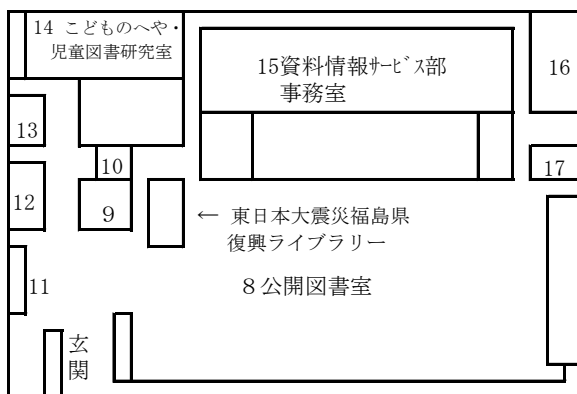 14 こどものへや・
児童図書研究室
15資料情報ｻｰﾋﾞｽ部
事務室
16
13
10
17
12
9
← 東日本大震災福島県
復興ライブラリー
11
８公開図書室
玄
関